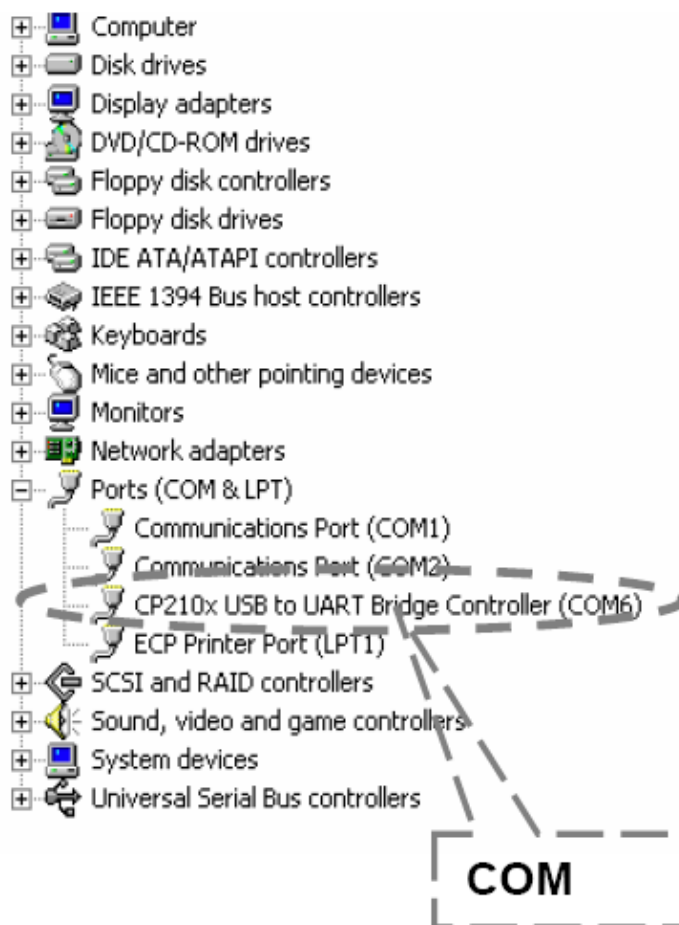 Computer
Disk drives
Display adapters
DVD/CD-ROM drives
Floppy disk controllers
Floppy disk drives
IDE ATA/ATAPI controllers
IEEE 1394 Bus host controllers
Keyboards
Mice and other pointing devices
Monitors
Network adapters
Ports (COM & LPT)
Communications Port (COM1)
Communications Port (COM2)
CP210x USB to UART Bridge Controller (COM6)
ECP Printer Port (LPT1)
SCSI and RAID controllers
Sound, video and game controllers
System devices
Universal Serial Bus controllers
COM